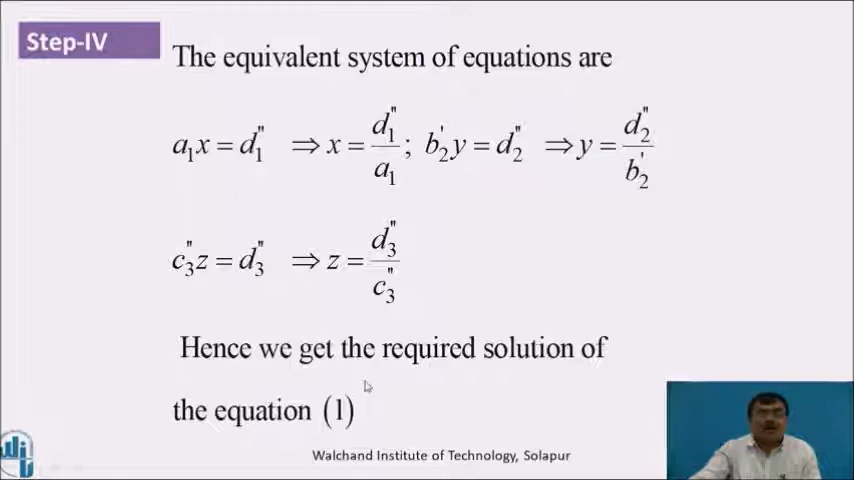 Step-IV
The equivalent system of equations are
a₁x = d₁" ⇒ x = d₁"/a₁ ; b₂'y = d₂" ⇒ y = d₂"/b₂'
c₃"z = d₃" ⇒ z = d₃"/c₃"
Hence we get the required solution of
the equation (1)
Walchand Institute of Technology, Solapur